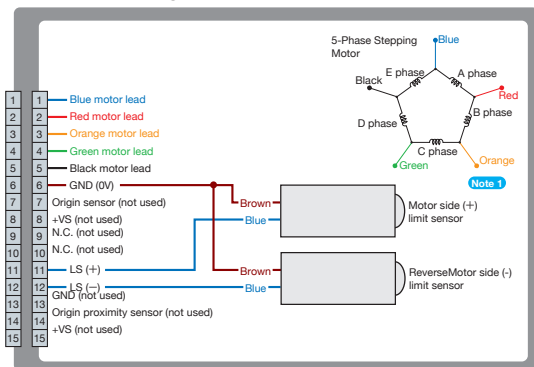 5-Phase Stepping
Motor
Blue
E phase
A phase
Black
Red
B phase
D phase
C phase
Green
Orange
Note 1
1 1 Blue motor lead
2 2 Red motor lead
3 3 Orange motor lead
4 4 Green motor lead
5 5 Black motor lead
6 6 GND (0V)
7 7 Origin sensor (not used)
8 8 +VS (not used)
9 9 N.C. (not used)
10 10 N.C. (not used)
11 11 LS (+)
12 12 LS (−)
GND (not used)
13 13
Origin proximity sensor (not used)
14 14
+VS (not used)
15 15
Brown
Blue
Motor side (+)
limit sensor
Brown
Blue
ReverseMotor side (-)
limit sensor